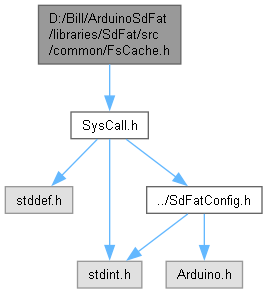 D:/Bill/ArduinoSdFat
/libraries/SdFat/src
/common/FsCache.h
SysCall.h
stddef.h
../SdFatConfig.h
stdint.h
Arduino.h